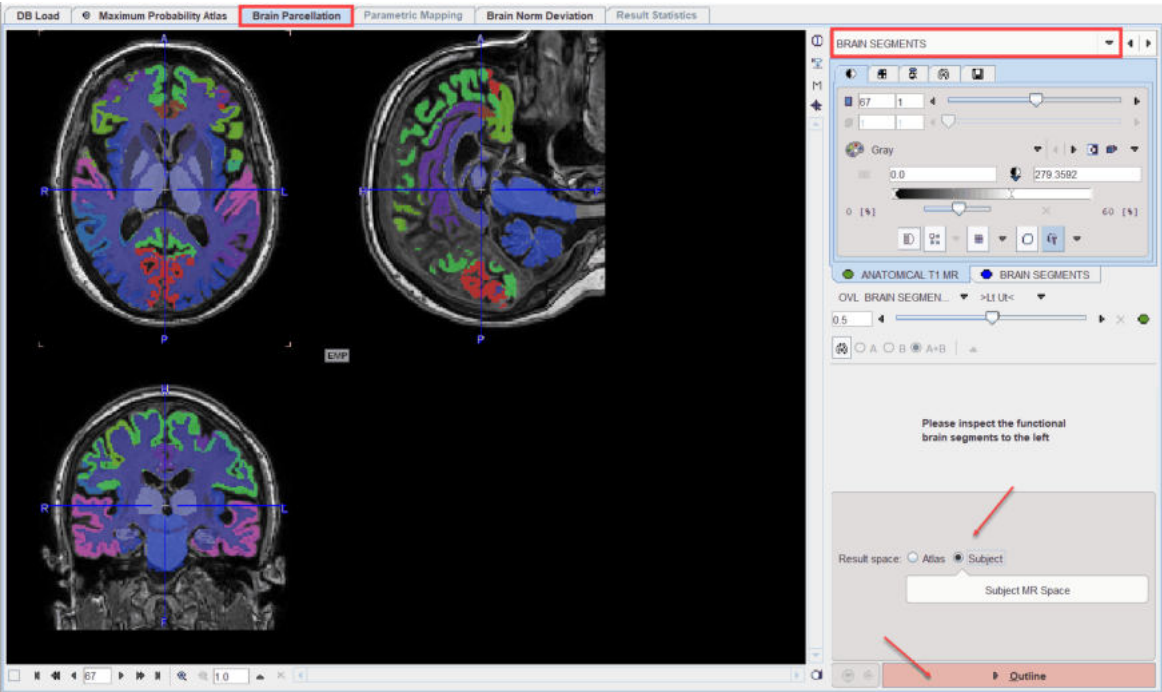 DB Load Maximum Probability Atlas Brain Parcellation Parametric Mapping Brain Norm Deviation Result Statistics
BRAIN SEGMENTS
M
67 1
1 1
Gray
0.0 279.3592
0 [%] 60 [%]
ANATOMICAL T1 MR BRAIN SEGMENTS
OVL BRAIN SEGMEN... >Lt Ut<
0.5
A B A+B
A A
R L H F
P P
EMP
Please inspect the functional
brain segments to the left
H
R L
F
Result space: Atlas Subject
Subject MR Space
67 1.0
Outline